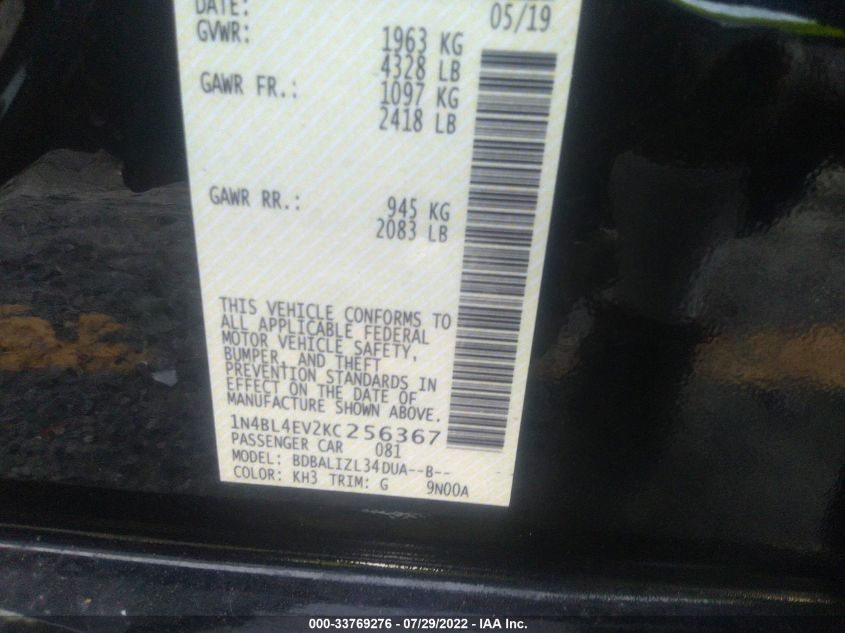 DATE: 05/19
GVWR: 1963 KG
4328 LB
GAWR FR.: 1097 KG
2418 LB
GAWR RR.: 945 KG
2083 LB
THIS VEHICLE CONFORMS TO
ALL APPLICABLE FEDERAL
MOTOR VEHICLE SAFETY,
BUMPER, AND THEFT
PREVENTION STANDARDS IN
EFFECT ON THE DATE OF
MANUFACTURE SHOWN ABOVE.
1N4BL4EV2KC256367
PASSENGER CAR 081
MODEL: BDBALIZL34DUA--B--
COLOR: KH3 TRIM: G 9N00A
000-33769276 - 07/29/2022 - IAA Inc.